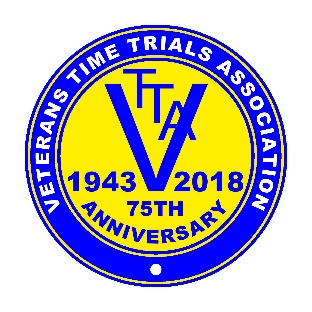 VETERANS TIME TRIALS ASSOCIATION
VTTA
1943 2018
75TH
ANNIVERSARY